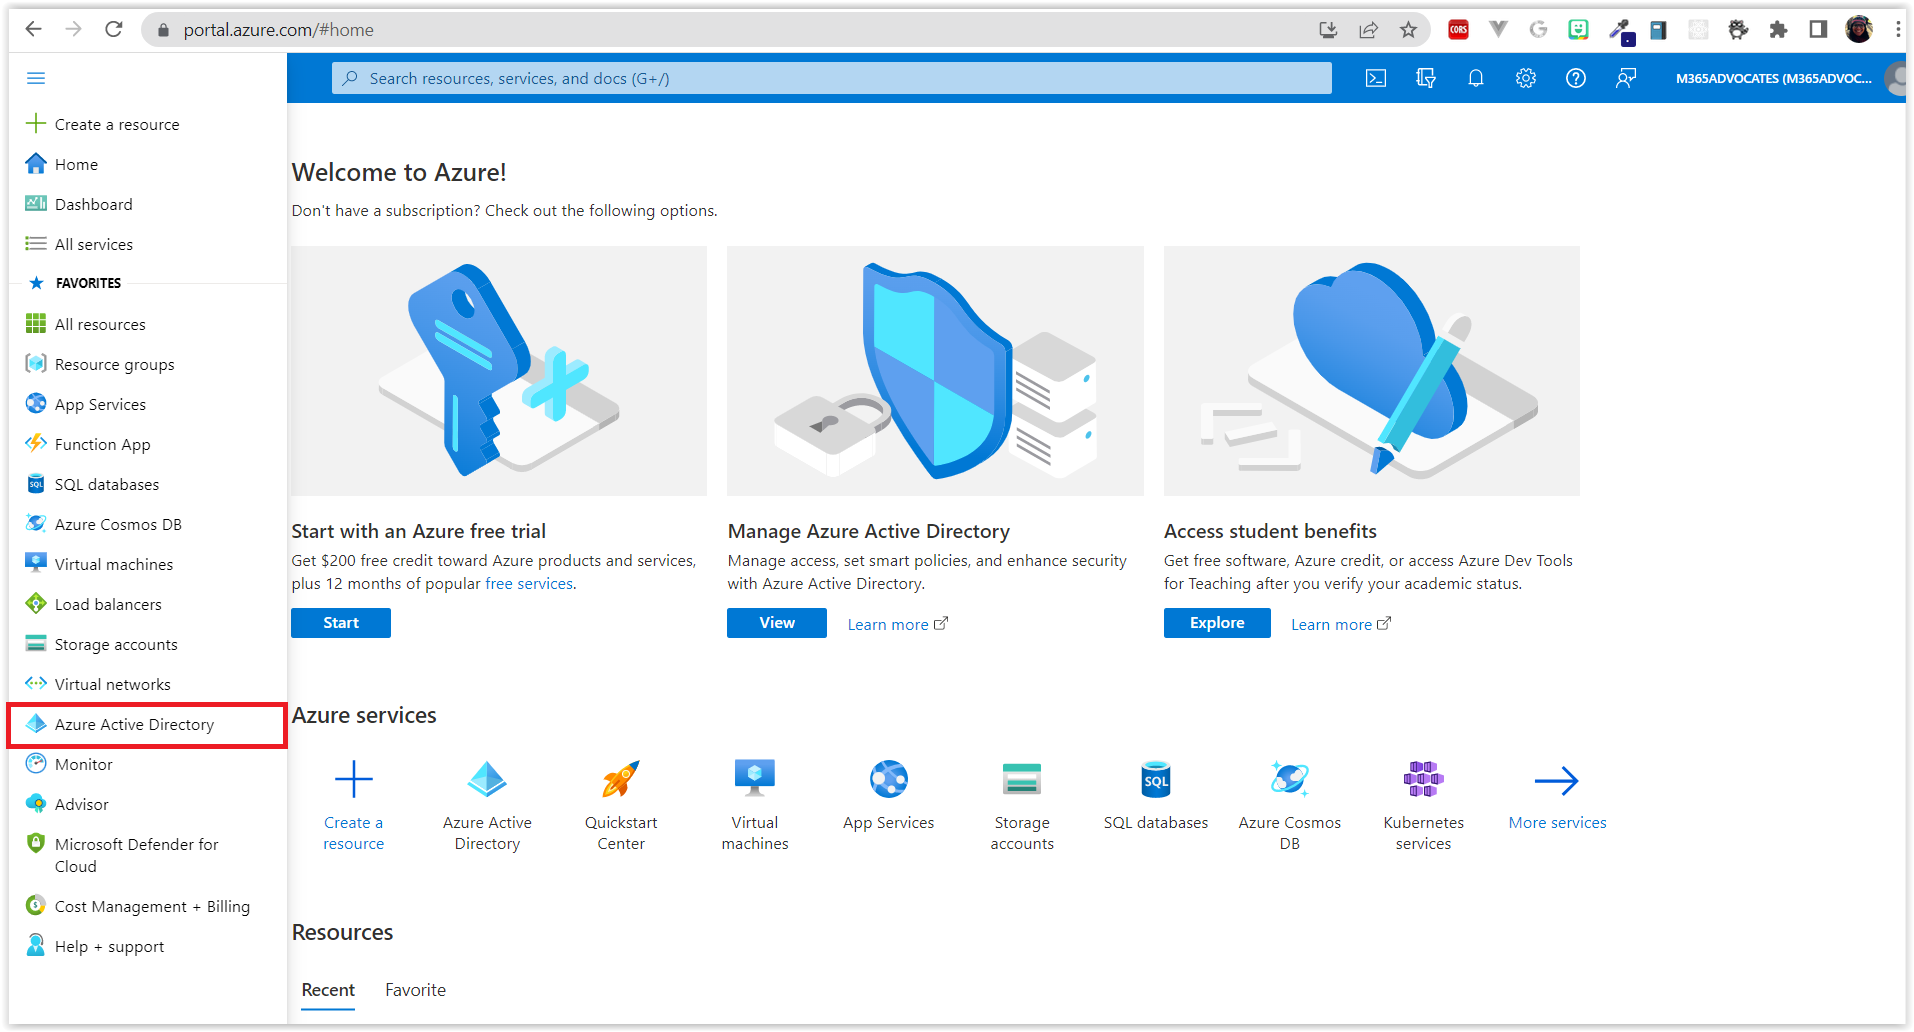 portal.azure.com/#home
CORS
Search resources, services, and docs (G+/)
M365ADVOCATES (M365ADVOC...
Create a resource
Home
Dashboard
All services
FAVORITES
All resources
Resource groups
App Services
Function App
SQL
SQL databases
Azure Cosmos DB
Virtual machines
Load balancers
Storage accounts
Virtual networks
Azure Active Directory
Monitor
Advisor
Microsoft Defender for
Cloud
Cost Management + Billing
Help + support
Welcome to Azure!
Don't have a subscription? Check out the following options.
Start with an Azure free trial
Get $200 free credit toward Azure products and services,
plus 12 months of popular free services.
Start
Manage Azure Active Directory
Manage access, set smart policies, and enhance security
with Azure Active Directory.
View
Learn more
Access student benefits
Get free software, Azure credit, or access Azure Dev Tools
for Teaching after you verify your academic status.
Explore
Learn more
Azure services
Create a
resource
Azure Active
Directory
Quickstart
Center
Virtual
machines
App Services
Storage
accounts
SQL
SQL databases
Azure Cosmos
DB
Kubernetes
services
More services
Resources
Recent
Favorite